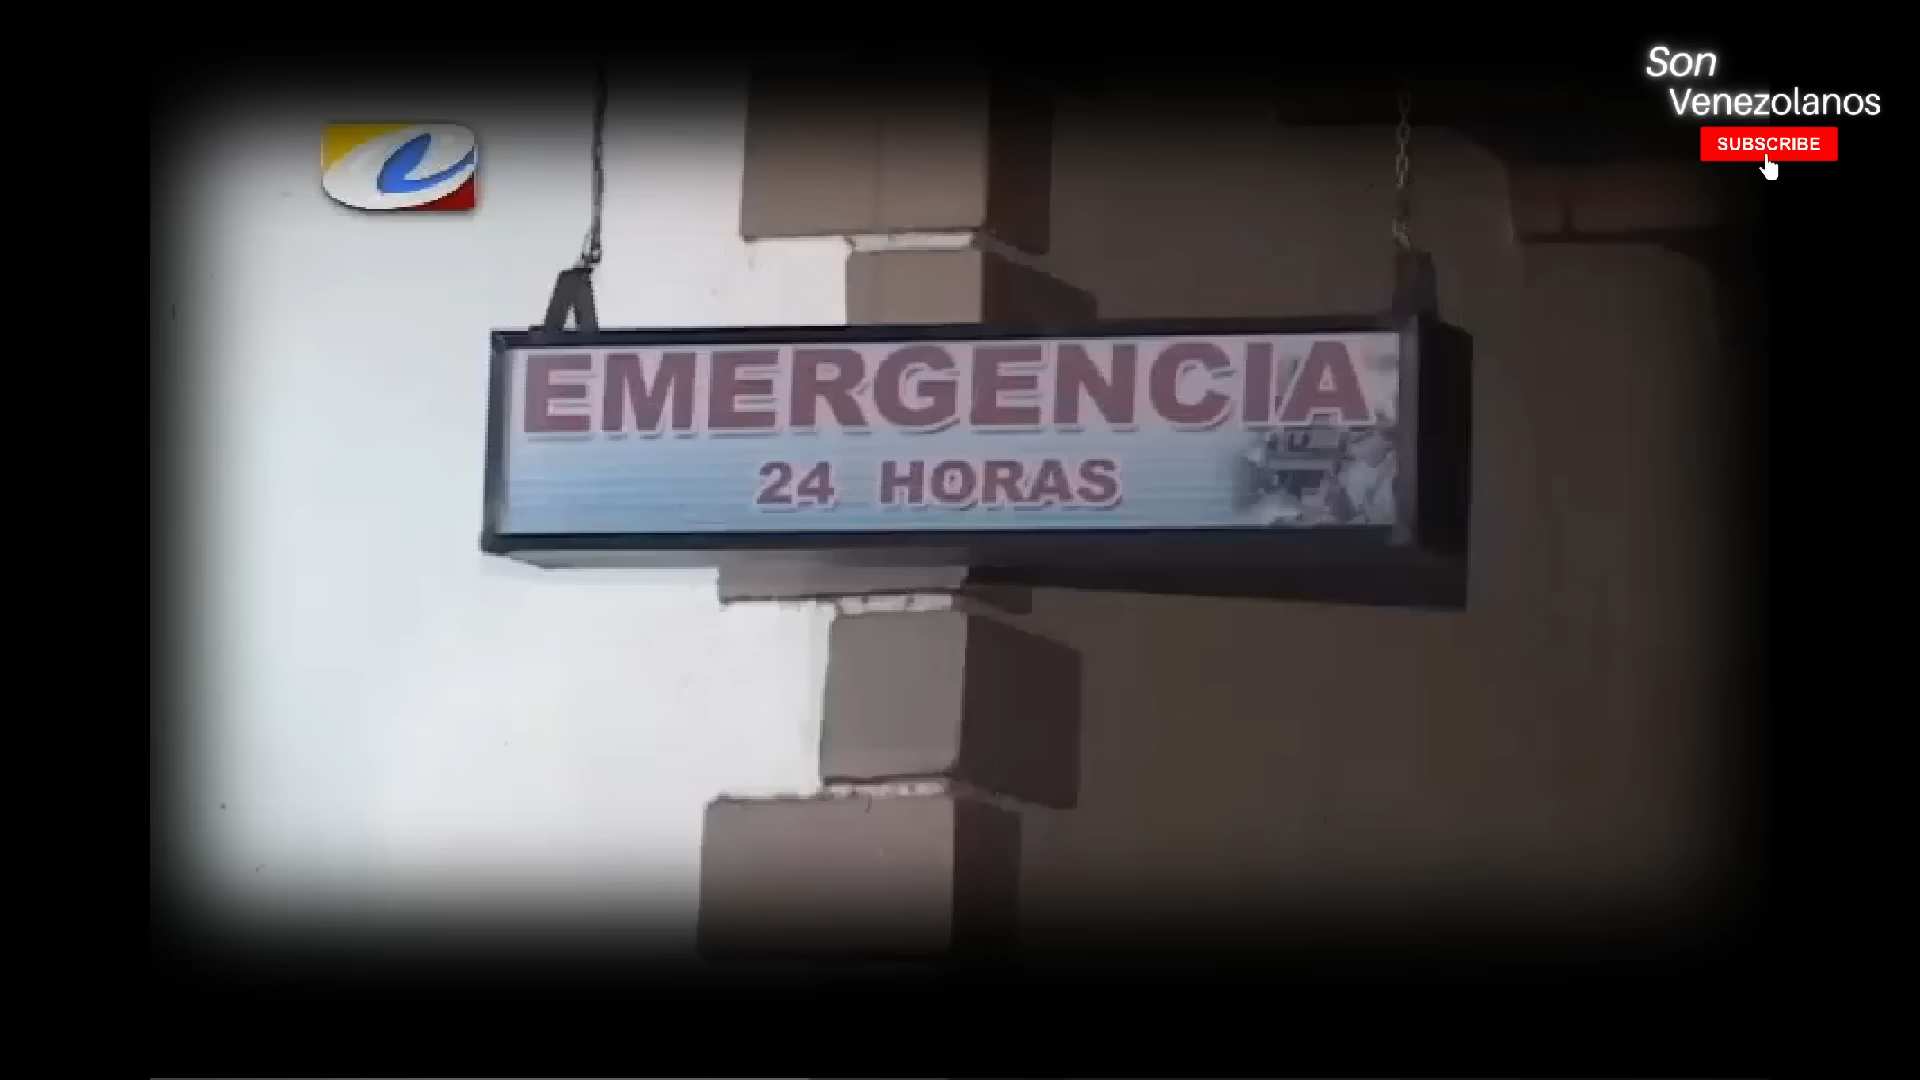 Son
Venezolanos
SUBSCRIBE
EMERGENCIA
24 HORAS